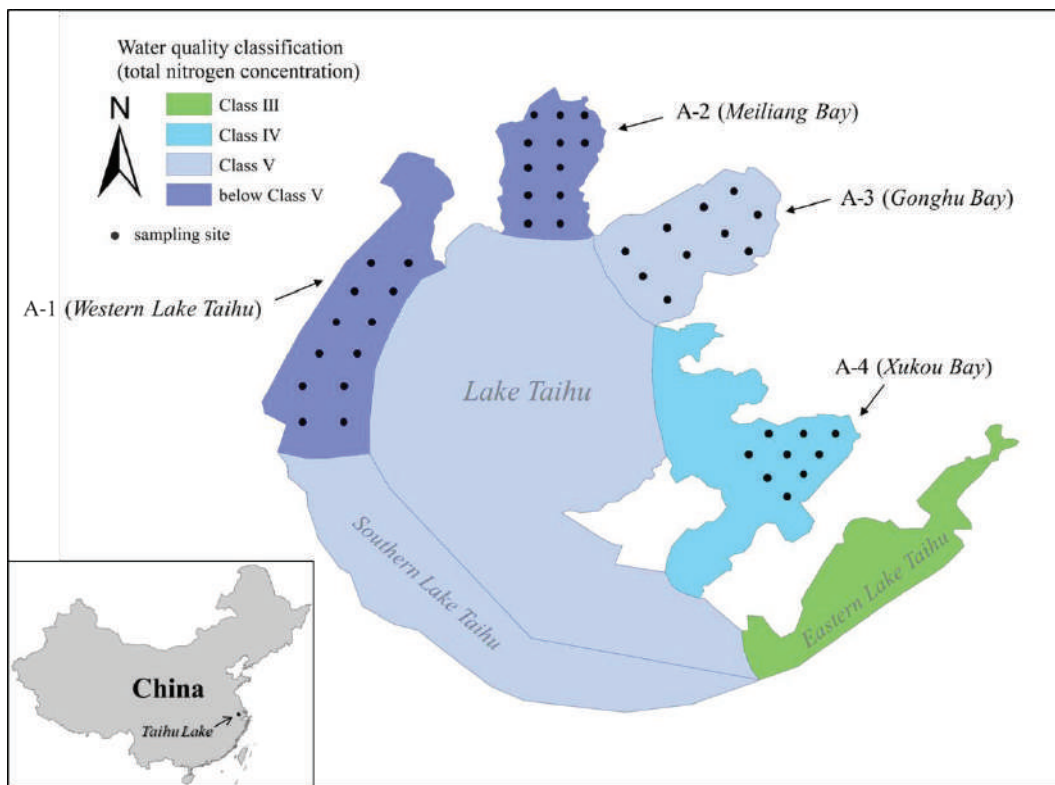 Water quality classification
(total nitrogen concentration)
N
Class III
Class IV
Class V
below Class V
sampling site
A-1 (Western Lake Taihu)
A-2 (Meiliang Bay)
A-3 (Gonghu Bay)
A-4 (Xukou Bay)
Lake Taihu
Southern Lake Taihu
Eastern Lake Taihu
China
Taihu Lake